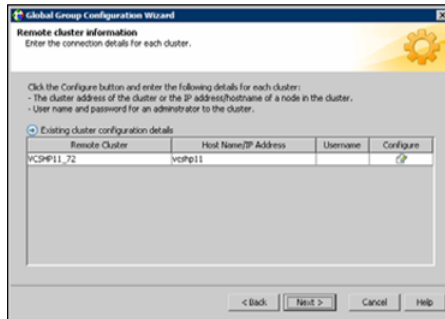 Global Group Configuration Wizard
Remote cluster information
Enter the connection details for each cluster.
Click the Configure button and enter the following details for each cluster:
- The cluster address of the cluster or the IP address/hostname of a node in the cluster.
- User name and password for an adminstrator to the cluster.
Existing cluster configuration details
Remote Cluster Host Name/IP Address Username Configure
VCSHP11_72 vcshp11
< Back Next > Cancel Help